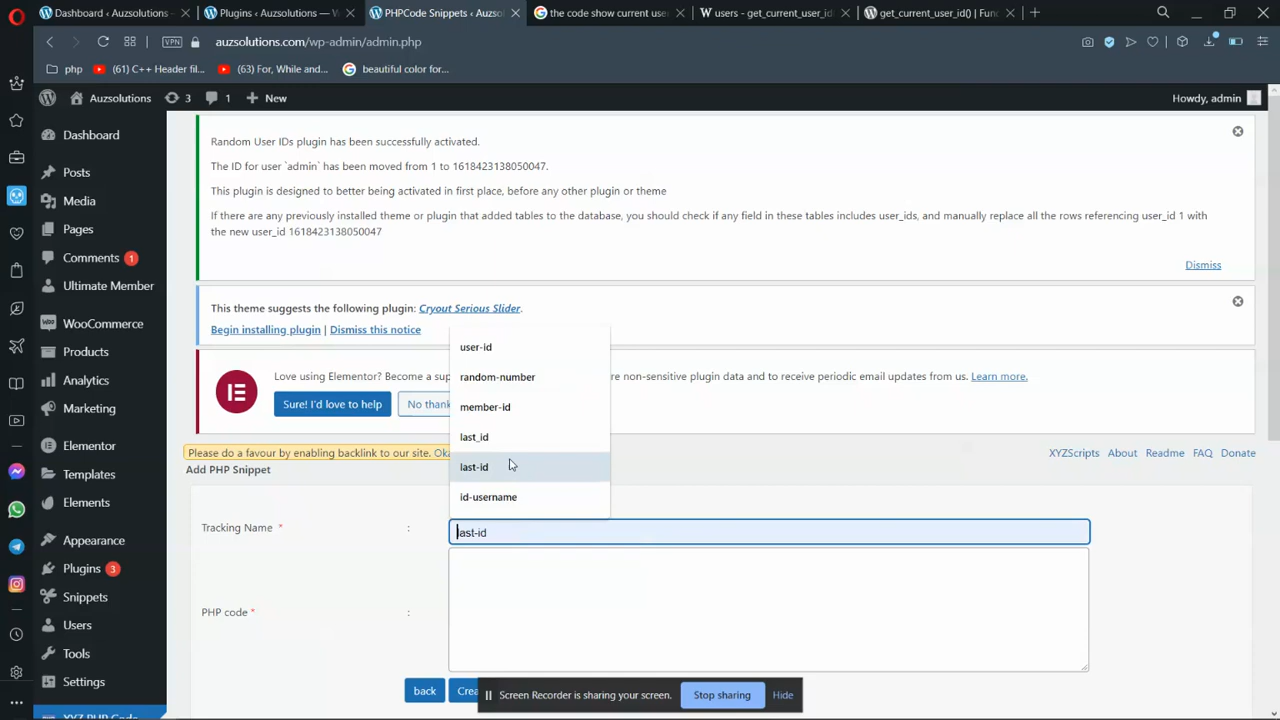 Dashboard ‹ Auzsolutions
Plugins ‹ Auzsolutions — W
PHPCode Snippets ‹ Auzso
the code show current use
users - get_current_user_id
get_current_user_id() | Fun
VPN
auzsolutions.com/wp-admin/admin.php
php
(61) C++ Header fil...
(63) For, While and...
beautiful color for...
Auzsolutions
3
1
New
Howdy, admin
Dashboard
Posts
Media
Pages
Comments 1
Ultimate Member
WooCommerce
Products
Analytics
Marketing
Elementor
Templates
Elements
Appearance
Plugins 3
Snippets
Users
Tools
Settings
XYZ PHP Code
Random User IDs plugin has been successfully activated.
The ID for user `admin` has been moved from 1 to 1618423138050047.
This plugin is designed to better being activated in first place, before any other plugin or theme
If there are any previously installed theme or plugin that added tables to the database, you should check if any field in these tables includes user_ids, and manually replace all the rows referencing user_id 1 with
the new user_id 1618423138050047
Dismiss
This theme suggests the following plugin: Cryout Serious Slider.
Begin installing plugin | Dismiss this notice
Love using Elementor? Become a sup
re non-sensitive plugin data and to receive periodic email updates from us. Learn more.
Sure! I'd love to help
No thank
user-id
random-number
member-id
last_id
last-id
id-username
Please do a favour by enabling backlink to our site. Oka
XYZScripts About FAQ Donate
Readme
Add PHP Snippet
Tracking Name * :
last-id
PHP code * :
back
Crea
Screen Recorder is sharing your screen.
Stop sharing
Hide